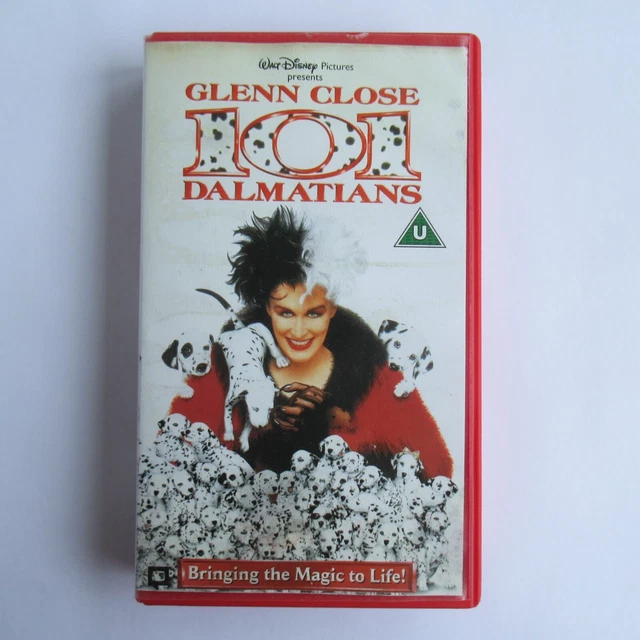 Walt Disney Pictures
presents
GLENN CLOSE
101
DALMATIANS
U
Bringing the Magic to Life!